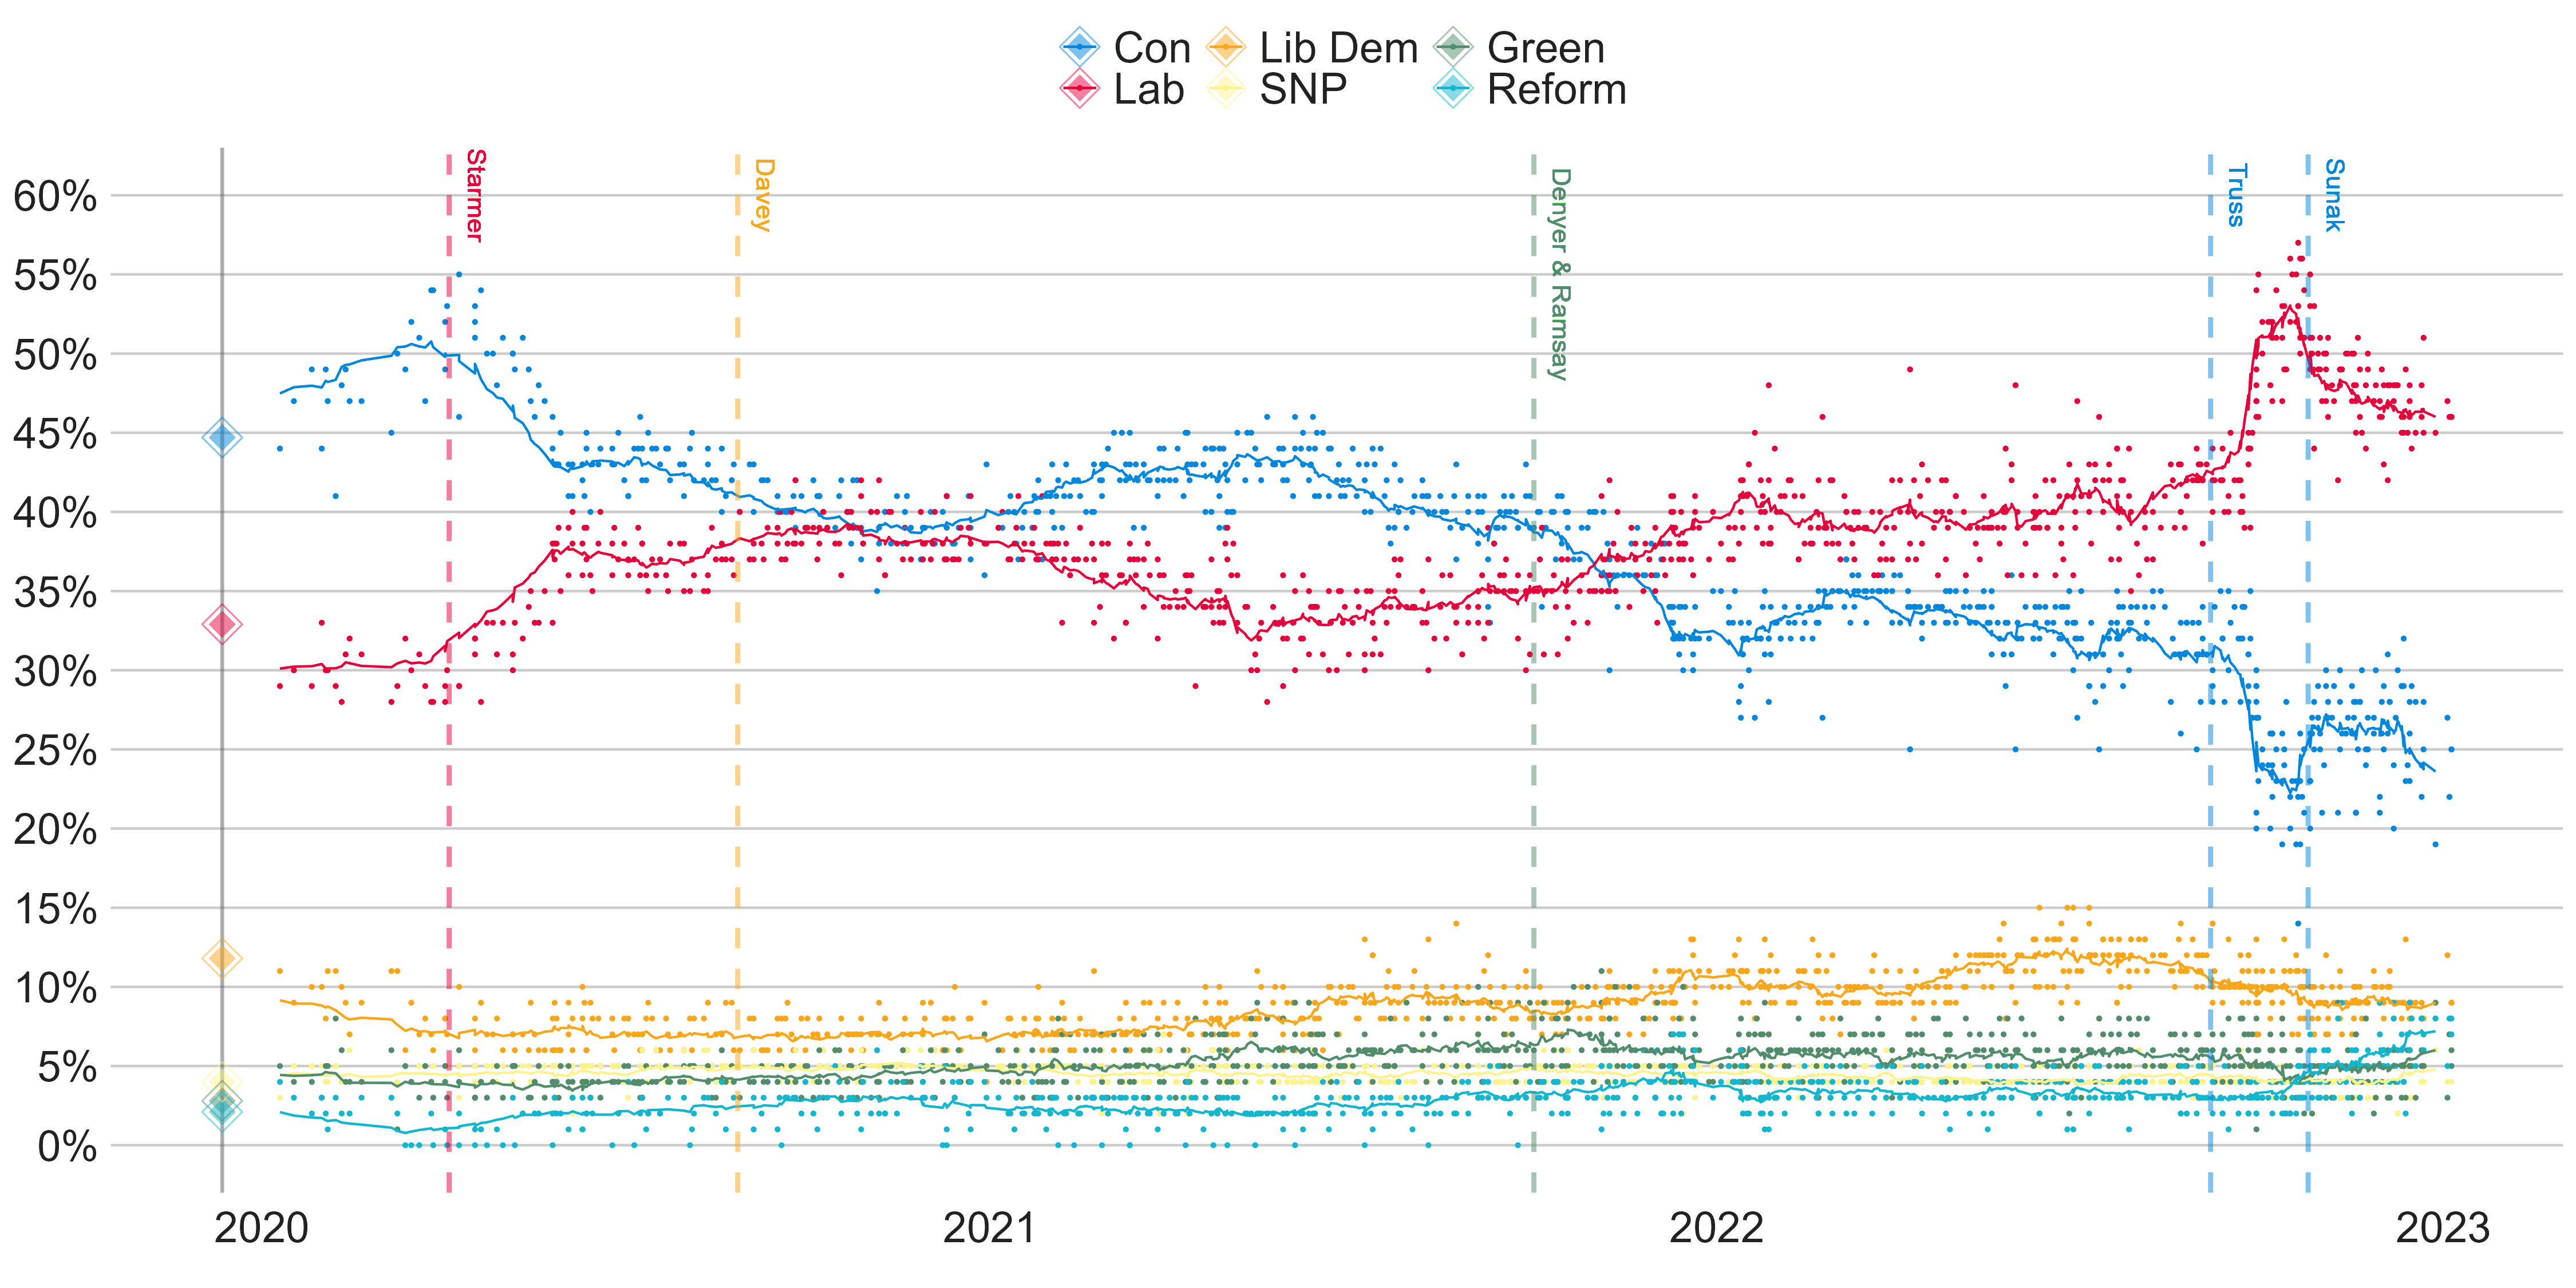 Con Lib Dem Green
Lab SNP Reform
Starmer
Davey
Denyer & Ramsay
Truss
Sunak
60%
55%
50%
45%
40%
35%
30%
25%
20%
15%
10%
5%
0%
2020 2021 2022 2023